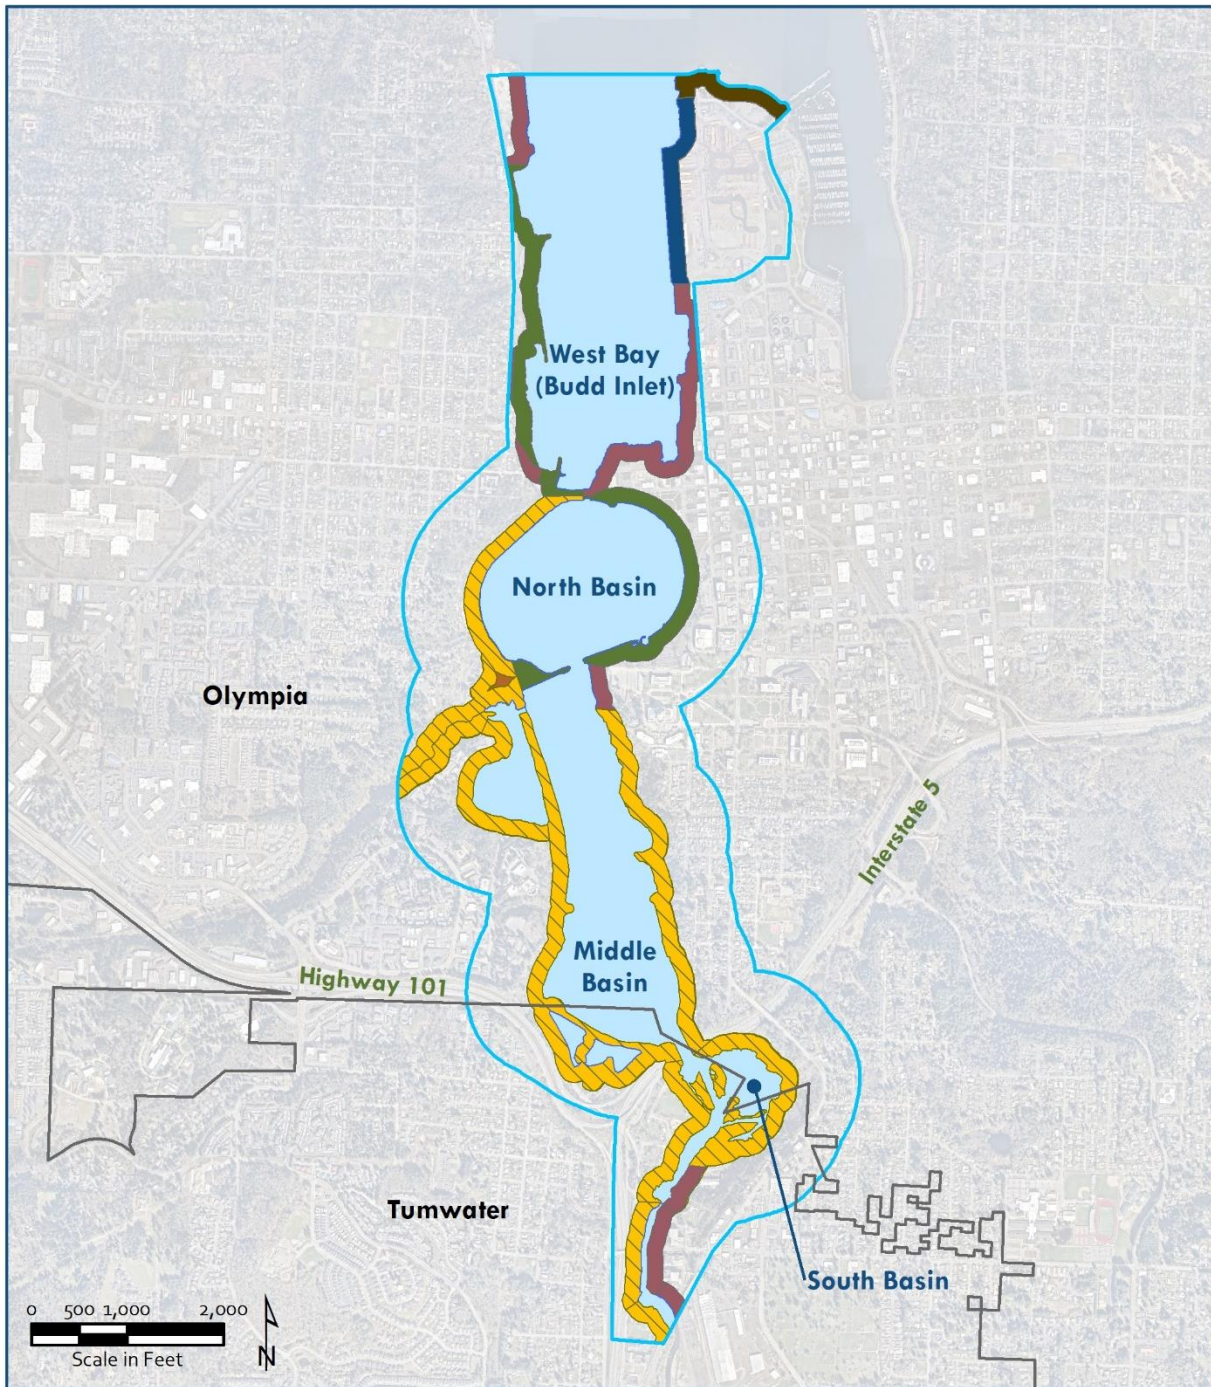 West Bay
(Budd Inlet)
North Basin
Olympia
Interstate 5
Middle
Basin
Highway 101
Tumwater
South Basin
0 500 1,000 2,000
Scale in Feet
N